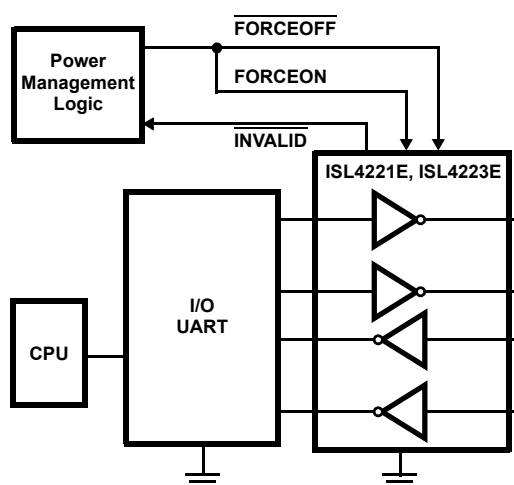 FORCEOFF
Power
Management
Logic
FORCEON
INVALID
ISL4221E, ISL4223E
I/O
UART
CPU